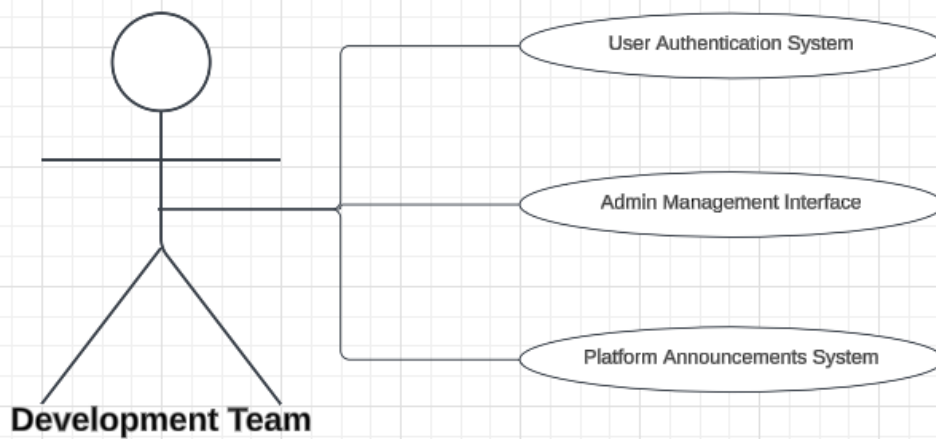 User Authentication System
Admin Management Interface
Platform Announcements System
Development Team